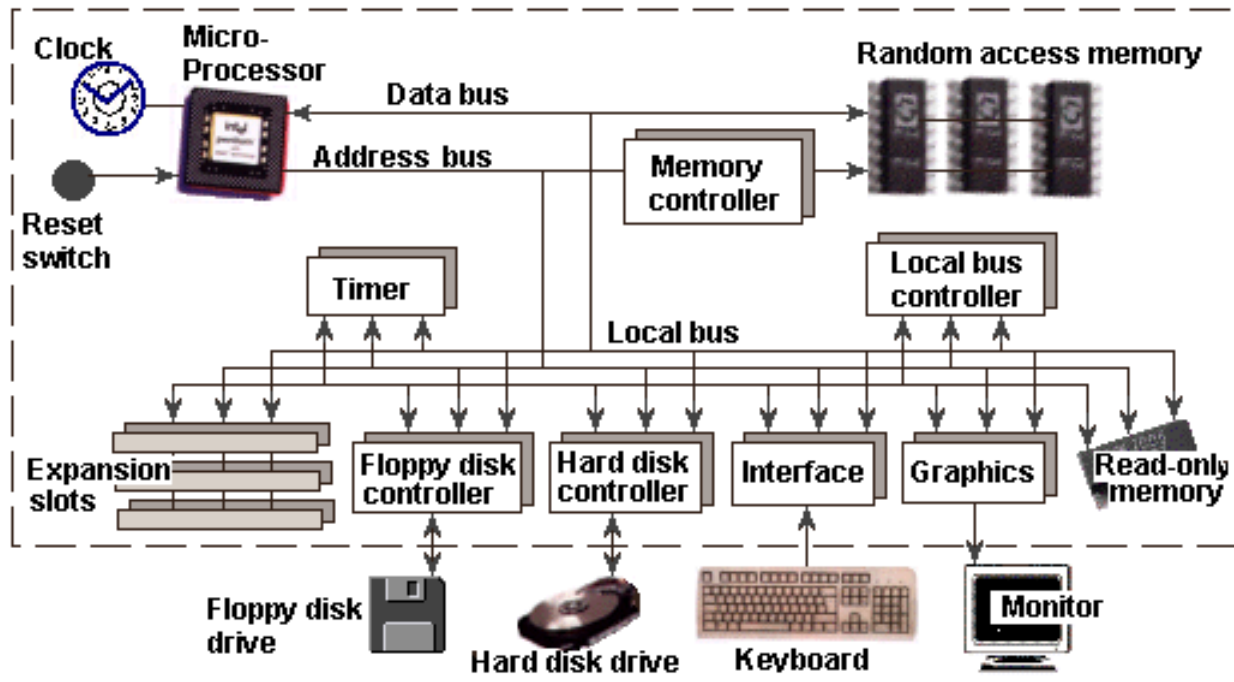 Clock
Micro-
Processor
Random access memory
Data bus
intel
pentium
Address bus
Memory
controller
Reset
switch
Timer
Local bus
controller
Local bus
Expansion
slots
Floppy disk
controller
Hard disk
controller
Interface
Graphics
Read-only
memory
Floppy disk
drive
Hard disk drive
Keyboard
Monitor